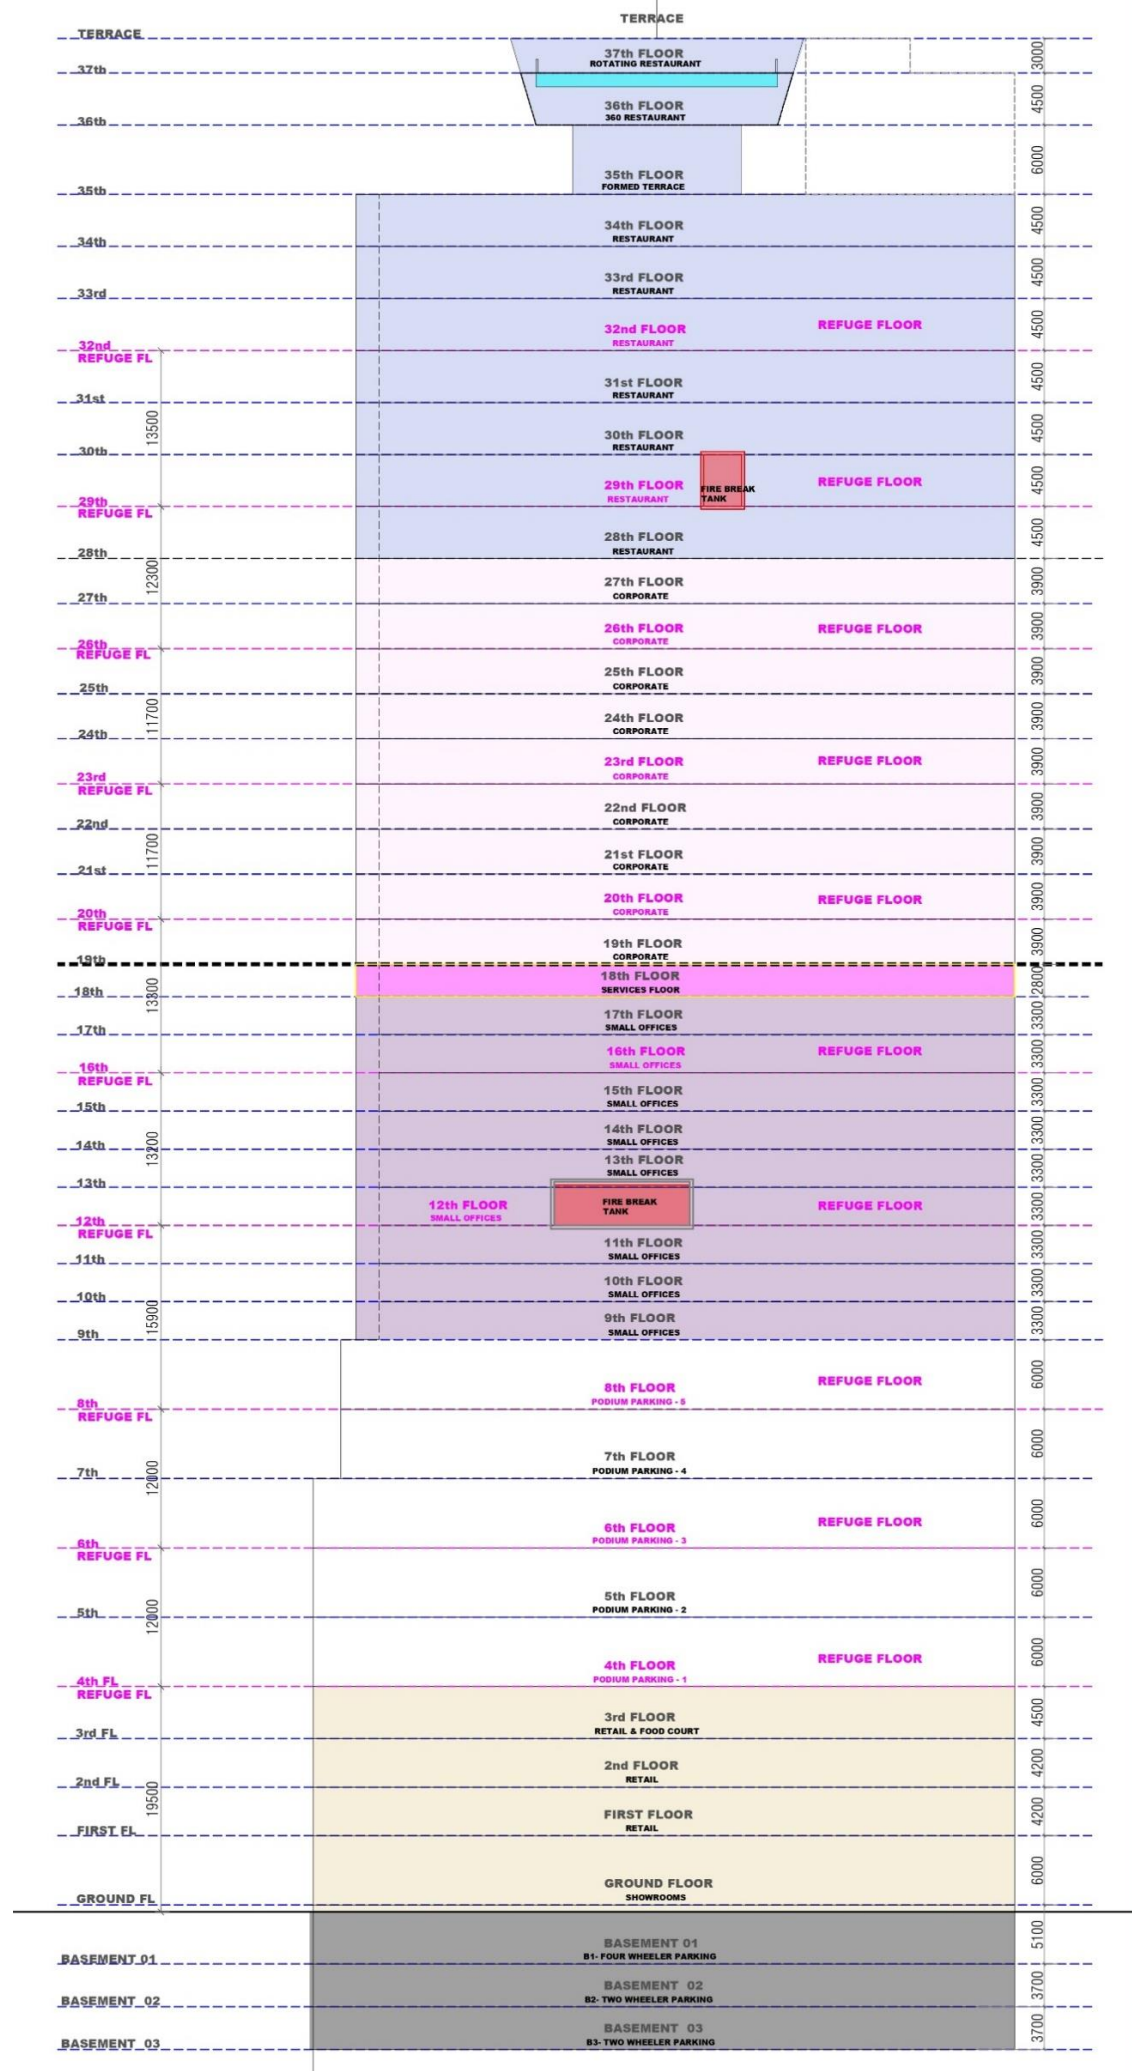 TERRACE
TERRACE
37th FLOOR
ROTATING RESTAURANT
3000
37th
36th FLOOR
360 RESTAURANT
4500
36th
35th FLOOR
FORMED TERRACE
6000
35th
34th FLOOR
RESTAURANT
4500
34th
33rd FLOOR
RESTAURANT
4500
33rd
32nd FLOOR
RESTAURANT
REFUGE FLOOR
4500
32nd
REFUGE FL
31st FLOOR
RESTAURANT
4500
31st
13500
30th FLOOR
RESTAURANT
4500
30th
29th FLOOR
RESTAURANT
FIRE BREAK
TANK
REFUGE FLOOR
4500
29th
REFUGE FL
28th FLOOR
RESTAURANT
4500
28th
12300
27th FLOOR
CORPORATE
3900
27th
26th FLOOR
CORPORATE
REFUGE FLOOR
3900
26th
REFUGE FL
25th FLOOR
CORPORATE
3900
25th
11700
24th FLOOR
CORPORATE
3900
24th
23rd FLOOR
CORPORATE
REFUGE FLOOR
3900
23rd
REFUGE FL
22nd FLOOR
CORPORATE
3900
22nd
11700
21st FLOOR
CORPORATE
3900
21st
20th FLOOR
CORPORATE
REFUGE FLOOR
3900
20th
REFUGE FL
19th FLOOR
CORPORATE
3900
19th
18th FLOOR
SERVICES FLOOR
2800
18th
13300
17th FLOOR
SMALL OFFICES
3300
17th
16th FLOOR
SMALL OFFICES
REFUGE FLOOR
3300
16th
REFUGE FL
15th FLOOR
SMALL OFFICES
3300
15th
14th FLOOR
SMALL OFFICES
3300
14th
13200
13th FLOOR
SMALL OFFICES
3300
13th
12th FLOOR
SMALL OFFICES
FIRE BREAK
TANK
REFUGE FLOOR
3300
12th
REFUGE FL
11th FLOOR
SMALL OFFICES
3300
11th
10th FLOOR
SMALL OFFICES
3300
10th
15900
9th FLOOR
SMALL OFFICES
3300
9th
8th FLOOR
PODIUM PARKING - 5
REFUGE FLOOR
6000
8th
REFUGE FL
7th FLOOR
PODIUM PARKING - 4
6000
7th
12000
6th FLOOR
PODIUM PARKING - 3
REFUGE FLOOR
6000
6th
REFUGE FL
5th FLOOR
PODIUM PARKING - 2
6000
5th
12000
4th FLOOR
PODIUM PARKING - 1
REFUGE FLOOR
6000
4th FL
REFUGE FL
3rd FLOOR
RETAIL & FOOD COURT
4500
3rd FL
2nd FLOOR
RETAIL
4200
2nd FL
19500
FIRST FLOOR
RETAIL
4200
FIRST FL
GROUND FLOOR
SHOWROOMS
6000
GROUND FL
BASEMENT 01
B1- FOUR WHEELER PARKING
5100
BASEMENT 01
BASEMENT 02
B2- TWO WHEELER PARKING
3700
BASEMENT 02
BASEMENT 03
B3- TWO WHEELER PARKING
3700
BASEMENT 03